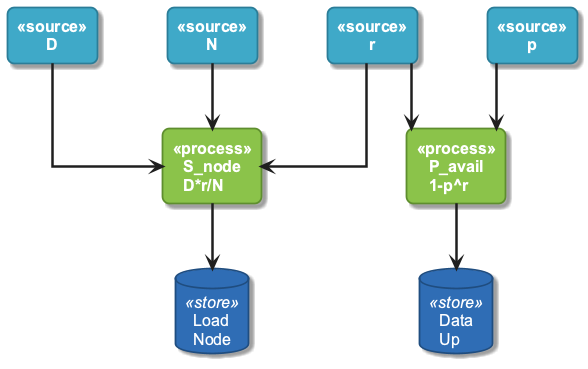 «source»
D
«source»
N
«source»
r
«source»
p
«process»
S_node
D*r/N
«process»
P_avail
1-p^r
«store»
Load
Node
«store»
Data
Up